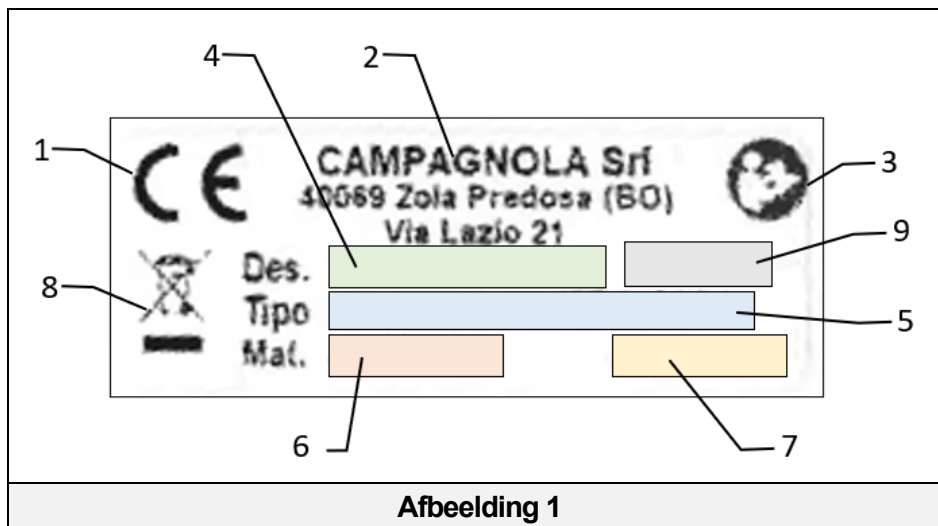 4
2
1
CE
CAMPAGNOLA Srl
3
40069 Zola Predosa (BO)
Via Lazio 21
9
8
Des.
Tipo
5
Mat.
6
7
Afbeelding 1